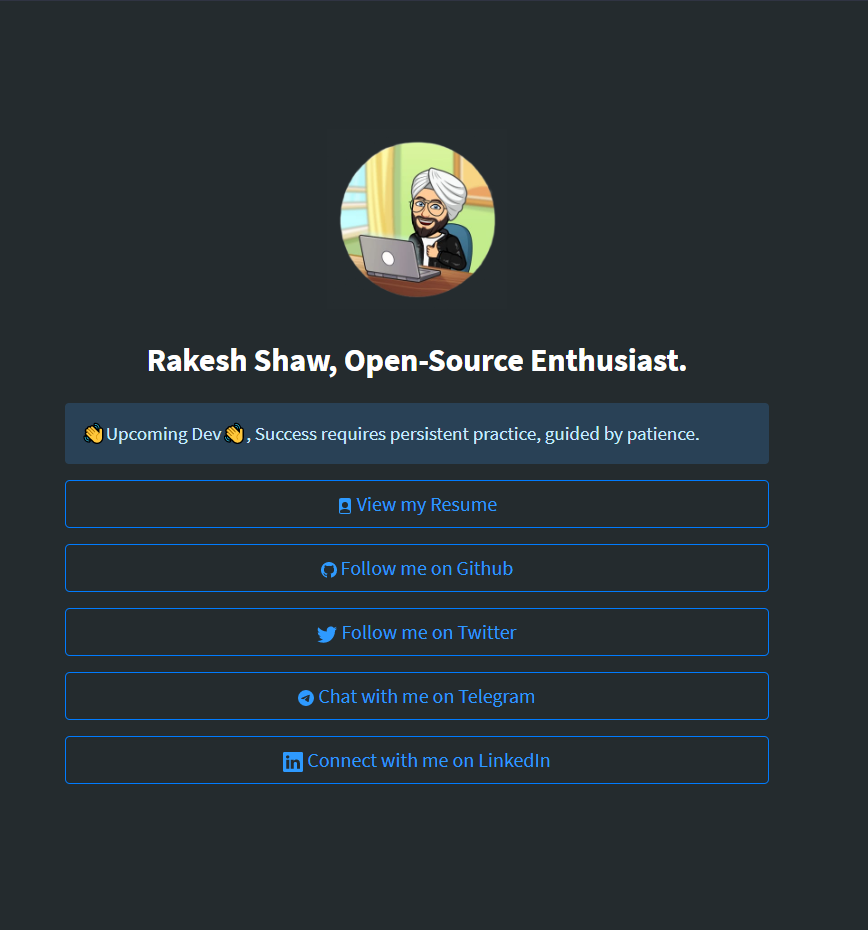 Rakesh Shaw, Open-Source Enthusiast.
👋Upcoming Dev👋, Success requires persistent practice, guided by patience.
View my Resume
Follow me on Github
Follow me on Twitter
Chat with me on Telegram
Connect with me on LinkedIn